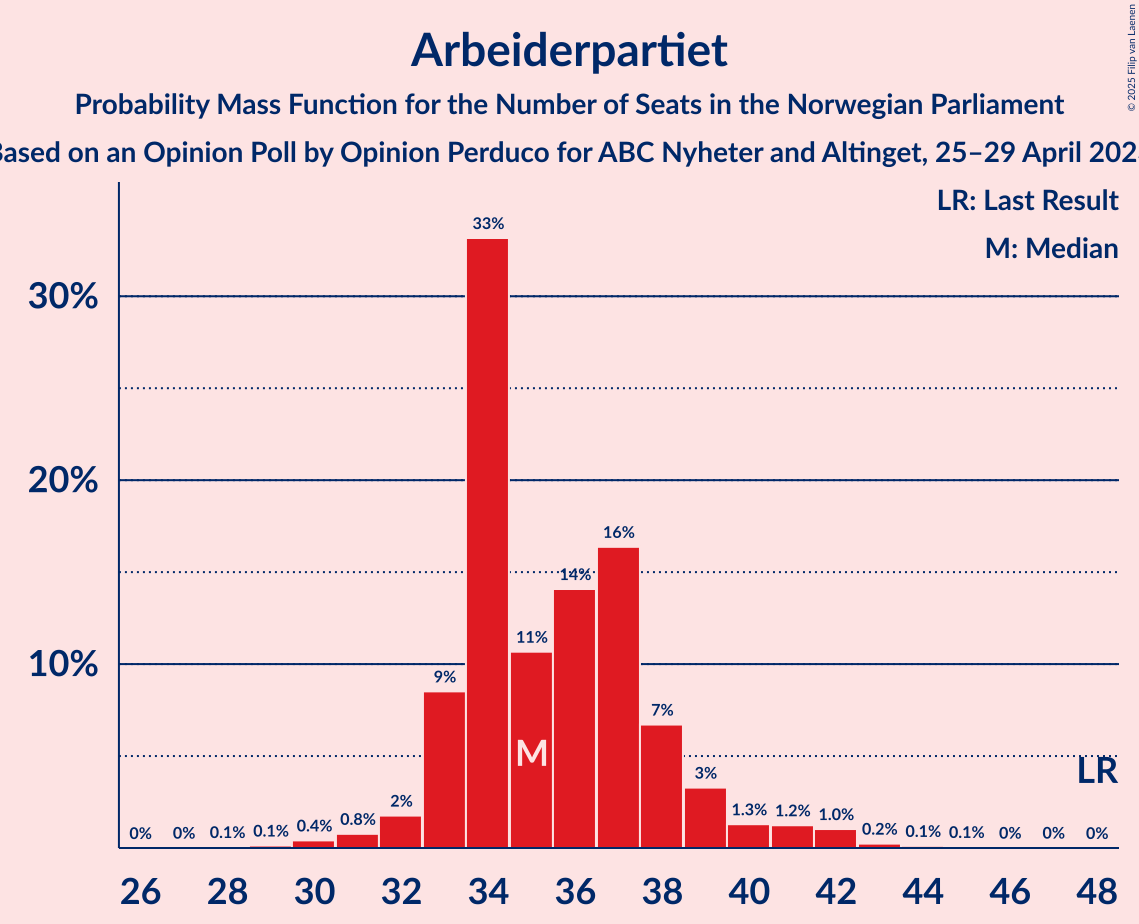 © 2025 Filip van Laenen
Arbeiderpartiet
Probability Mass Function for the Number of Seats in the Norwegian Parliament
Based on an Opinion Poll by Opinion Perduco for ABC Nyheter and Altinget, 25–29 April 202
LR: Last Result
M: Median
33%
30%
20%
16%
14%
11%
10%
9%
7%
M
LR
3%
2%
1.3%
1.2%
1.0%
0.8%
0.4%
0.2%
0% 0% 0.1% 0.1% 0.1% 0.1% 0% 0% 0%
26 28 30 32 34 36 38 40 42 44 46 48